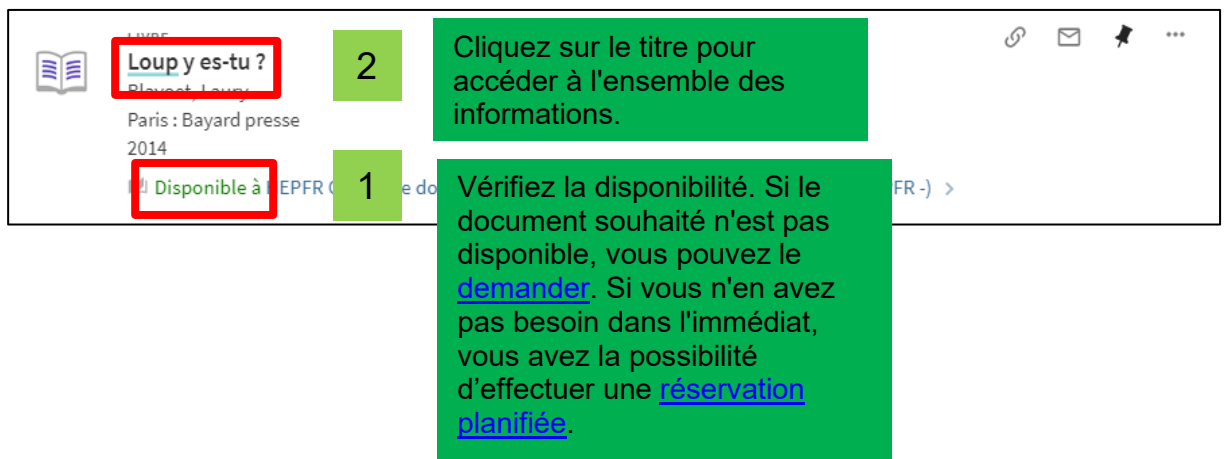 LIVRE
Loup y es-tu ?
Paris : Bayard presse
2014
Disponible à
EPFR
FR -) >
2
Cliquez sur le titre pour
accéder à l'ensemble des
informations.
1
Vérifiez la disponibilité. Si le
document souhaité n'est pas
disponible, vous pouvez le
demander. Si vous n'en avez
pas besoin dans l'immédiat,
vous avez la possibilité
d'effectuer une réservation
planifiée.